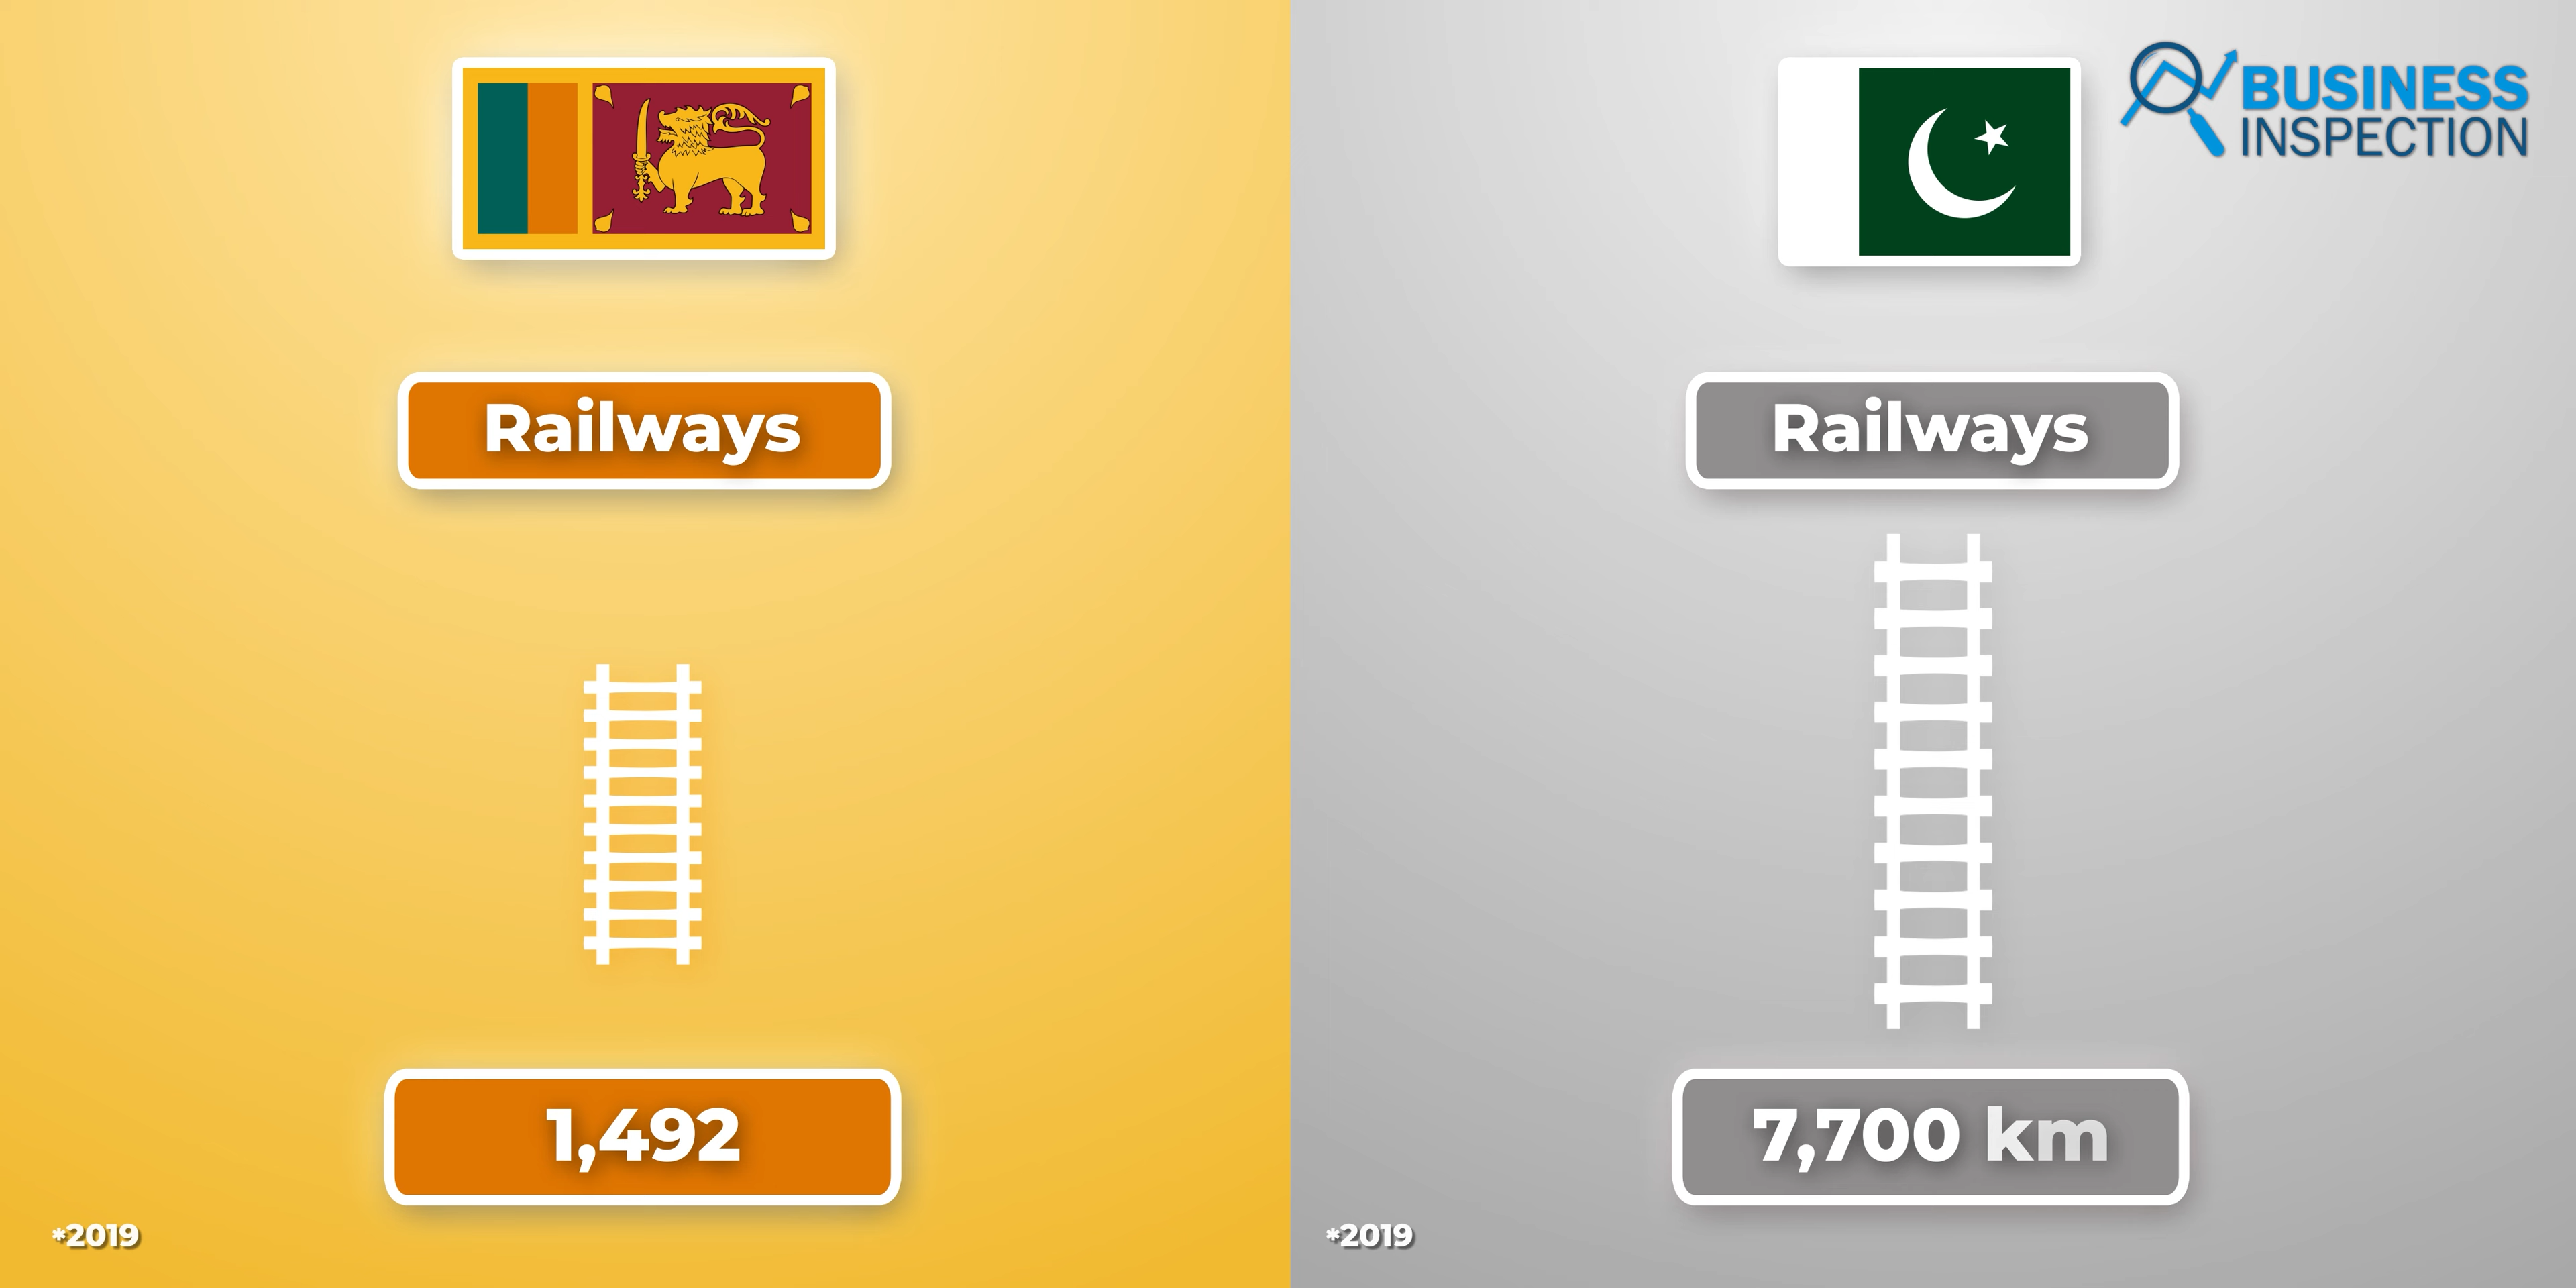 Railways
1,492
*2019
BUSINESS
INSPECTION
Railways
7,700 km
*2019